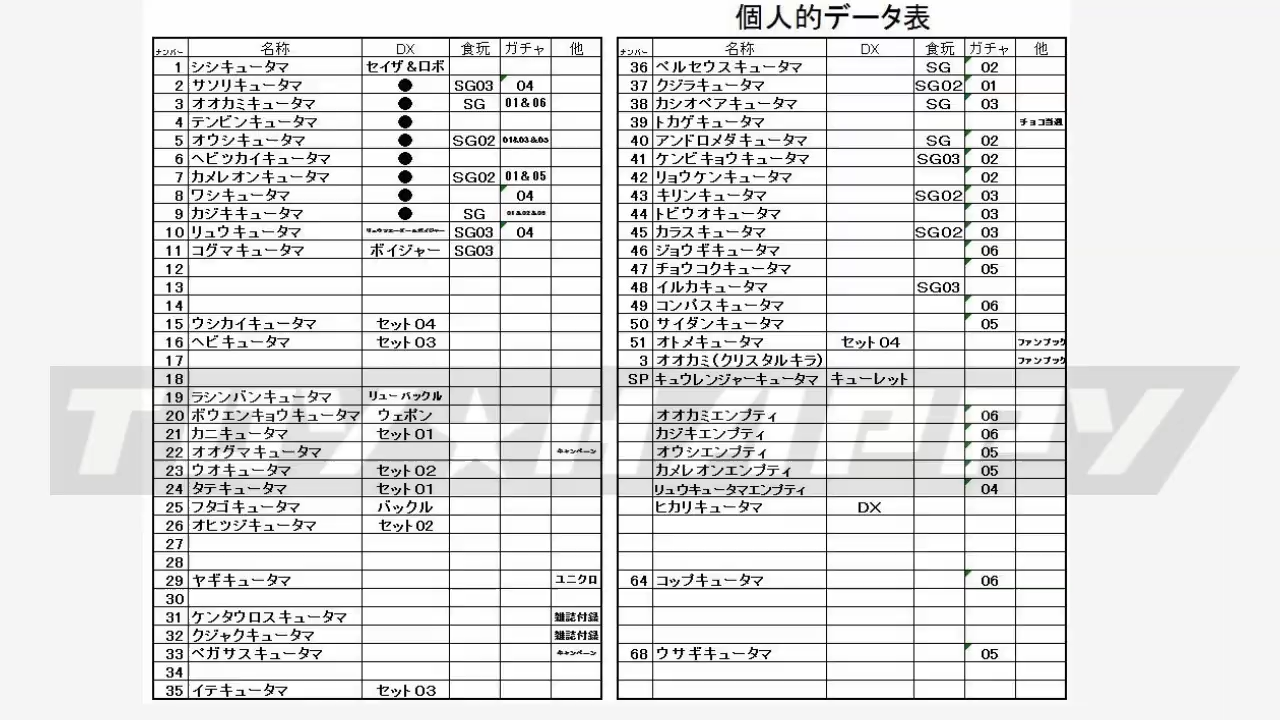 個人的データ表
ナンバー 名称 DX 食玩 ガチャ 他
1 シシキュータマ セイザ&ロボ
2 サソリキュータマ ● SG03 04
3 オオカミキュータマ ● SG 01&06
4 テンビンキュータマ ●
5 オウシキュータマ ● SG02 01&03&05
6 ヘビツカイキュータマ ●
7 カメレオンキュータマ ● SG02 01&05
8 ワシキュータマ ● 04
9 カジキキュータマ ● SG 01&02&05
10 リュウキュータマ SG03 04
11 コグマキュータマ ボイジャー SG03
12
13
14
15 ウシカイキュータマ セット04
16 ヘビキュータマ セット03
17
18
19 ラシンバンキュータマ リューバックル
20 ボウエンキョウキュータマ ウェポン
21 カニキュータマ セット01
22 オオグマキュータマ キャンペーン
23 ウオキュータマ セット02
24 タテキュータマ セット01
25 フタゴキュータマ バックル
26 オヒツジキュータマ セット02
27
28
29 ヤギキュータマ ユニクロ
30
31 ケンタウロスキュータマ 雑誌付録
32 クジャクキュータマ 雑誌付録
33 ペガサスキュータマ キャンペーン
34
35 イテキュータマ セット03
ナンバー 名称 DX 食玩 ガチャ 他
36 ペルセウスキュータマ SG 02
37 クジラキュータマ SG02 01
38 カシオペアキュータマ SG 03
39 トカゲキュータマ チョコ当選
40 アンドロメダキュータマ SG 02
41 ケンビキョウキュータマ SG03 02
42 リョウケンキュータマ 02
43 キリンキュータマ SG02 03
44 トビウオキュータマ 03
45 カラスキュータマ SG02 03
46 ジョウギキュータマ 06
47 チョウコクキュータマ 05
48 イルカキュータマ SG03
49 コンパスキュータマ 06
50 サイダンキュータマ 05
51 オトメキュータマ セット04 ファンブック
3 オオカミ(クリスタルキラ) ファンブック
SP キュウレンジャーキュータマ キューレット
オオカミエンプティ 06
カジキエンプティ 06
オウシエンプティ 05
カメレオンエンプティ 05
リュウキュータマエンプティ 04
ヒカリキュータマ DX
64 コップキュータマ 06
68 ウサギキュータマ 05